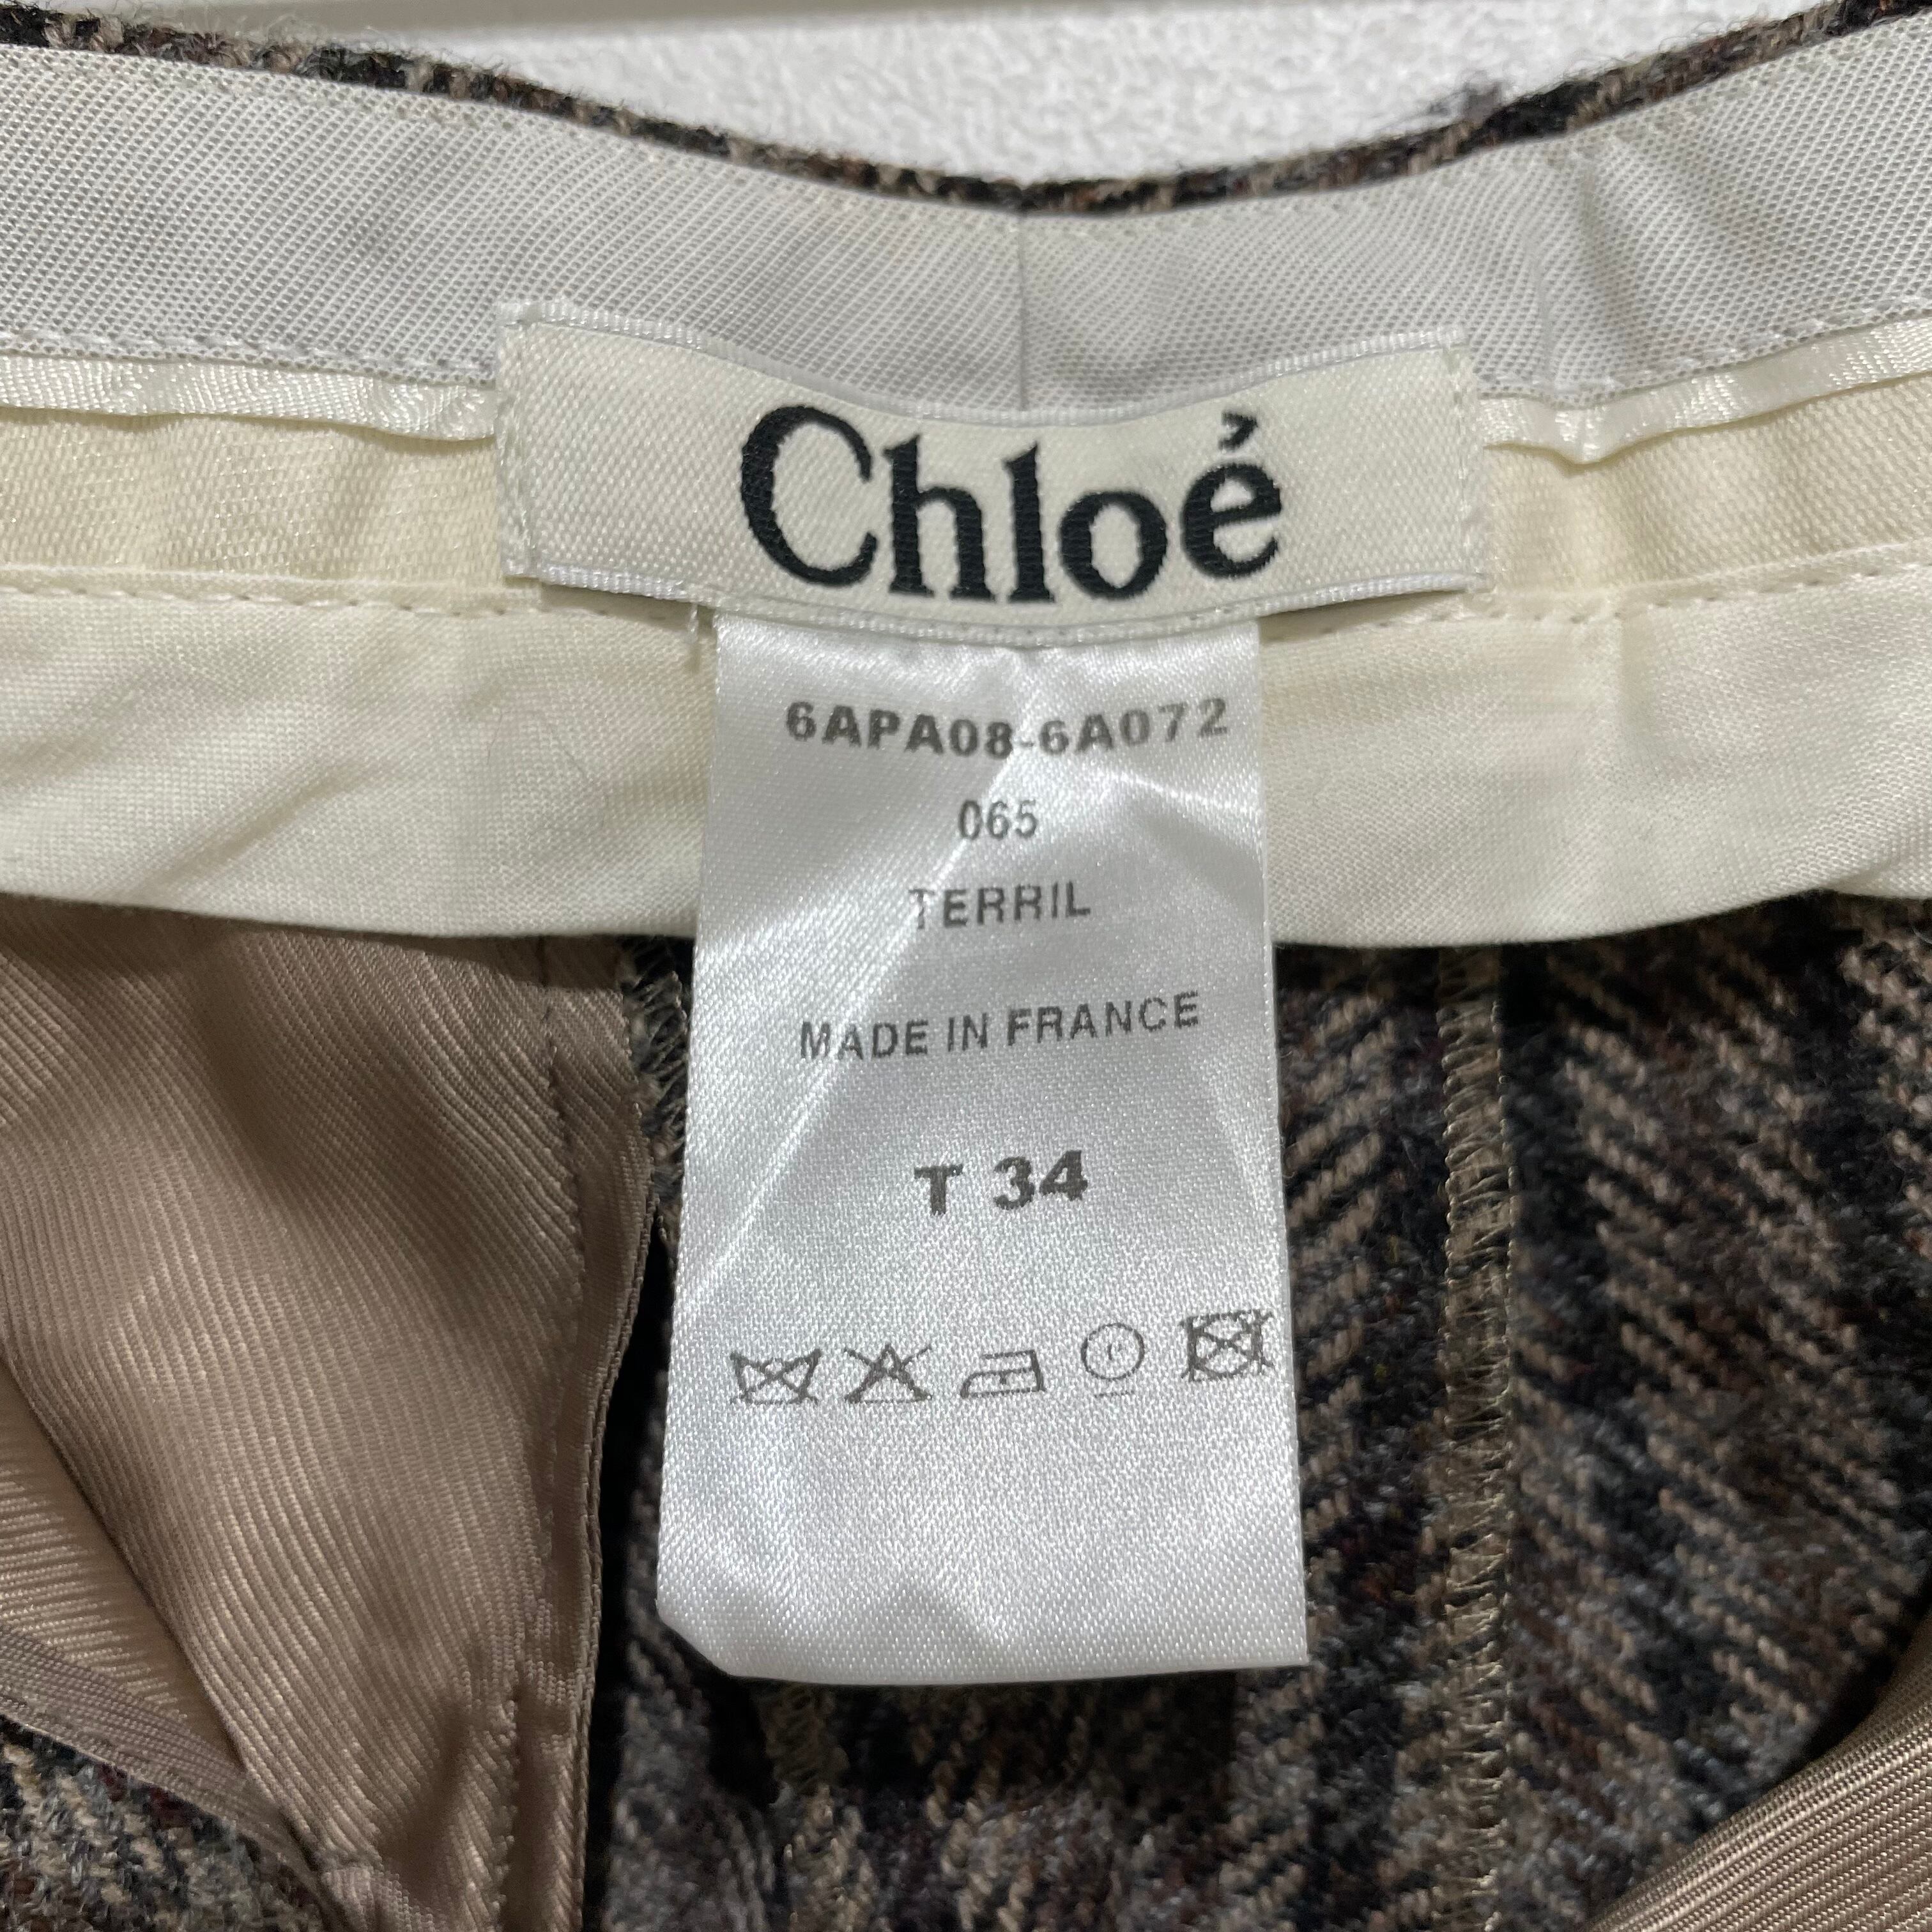 Chloé
6APA08-6A072
065
TERRIL
MADE IN FRANCE
T 34